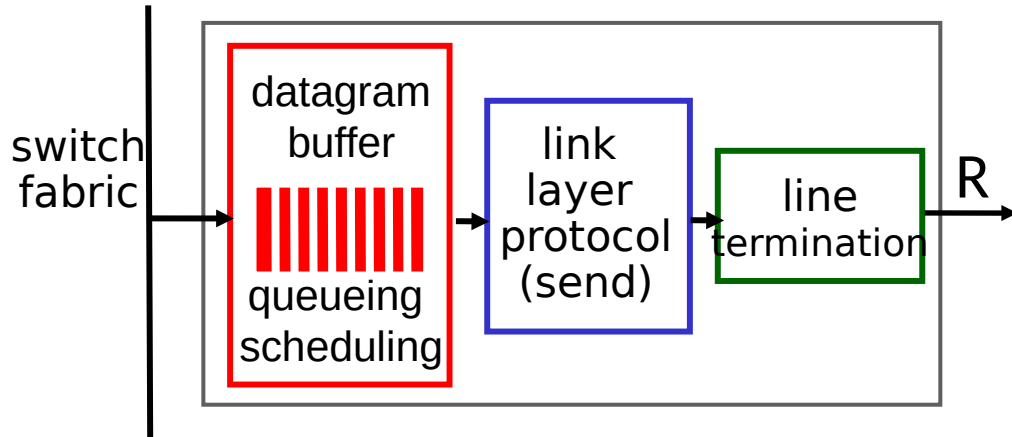 switch
fabric
datagram
buffer
queueing
scheduling
link
layer
protocol
(send)
line
termination
R